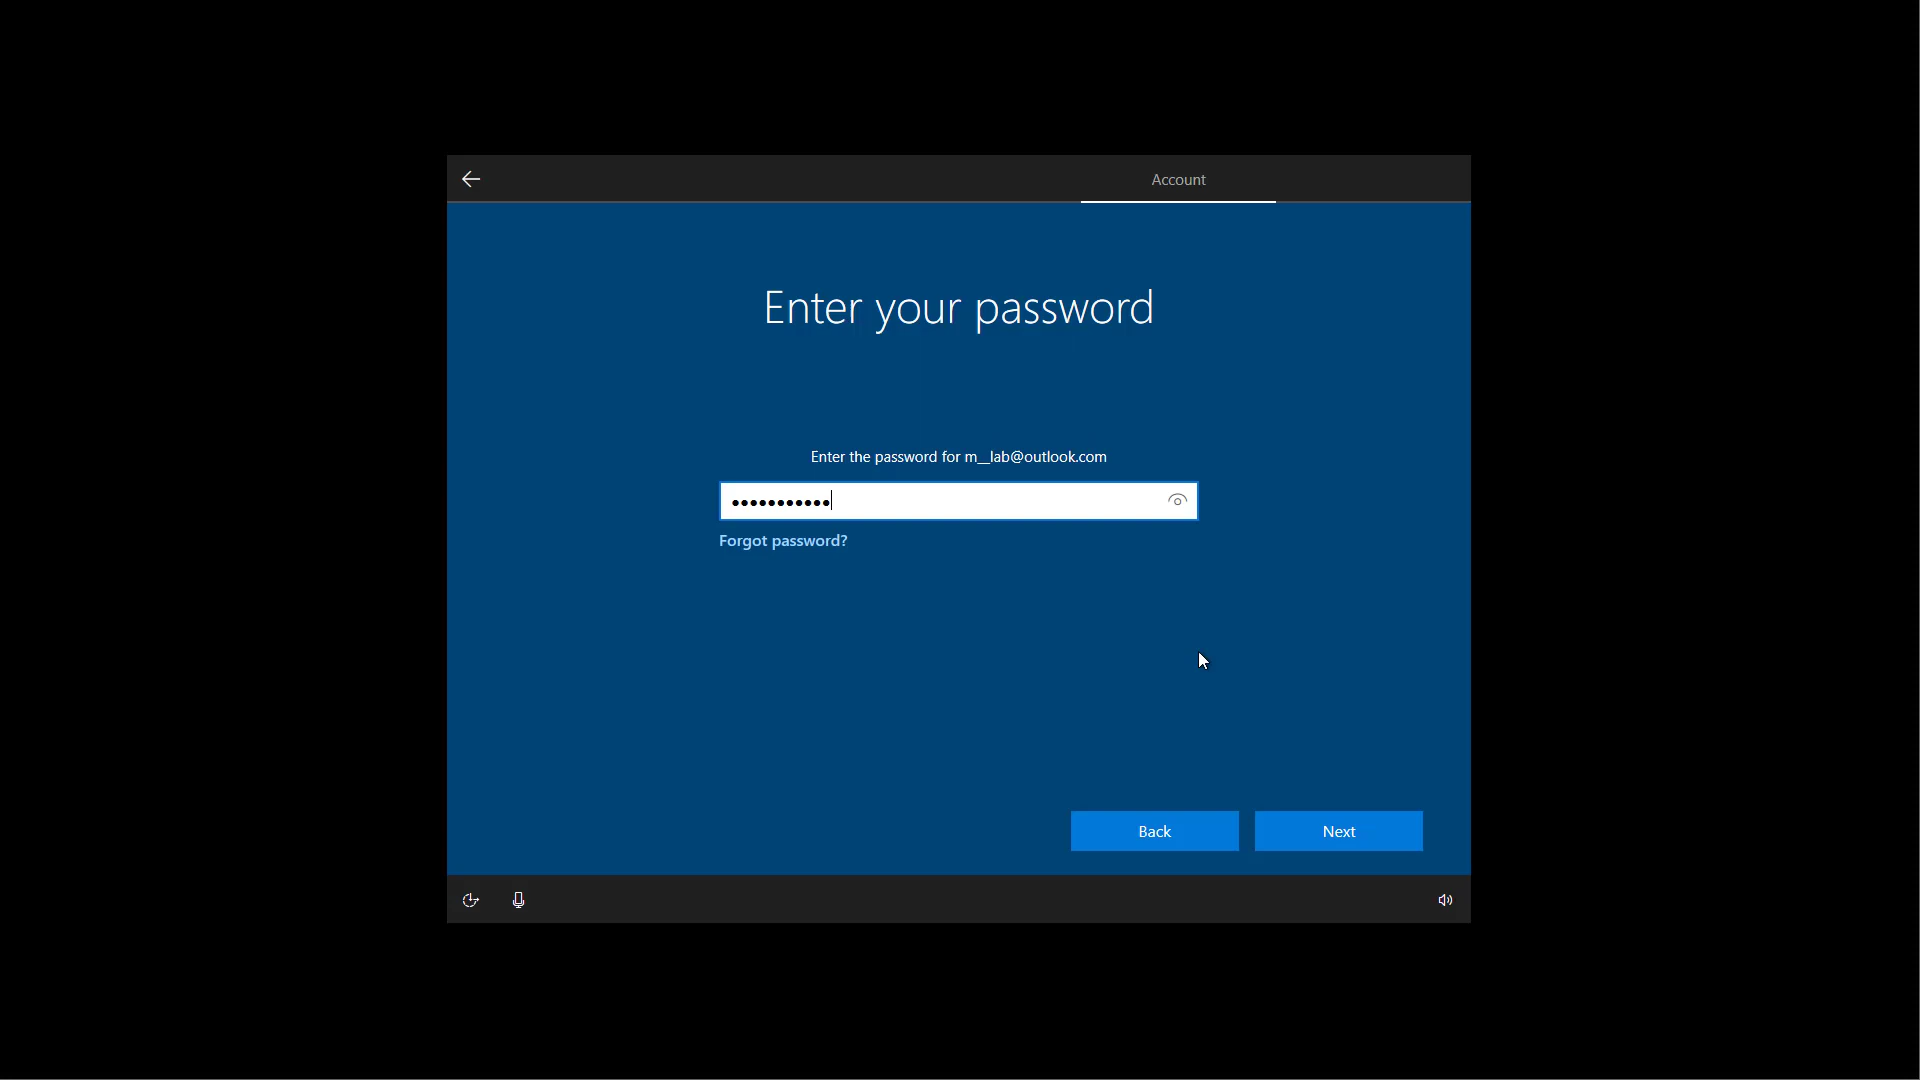 Account
Enter your password
Enter the password for m__lab@outlook.com
•••••••••••
Forgot password?
Back
Next